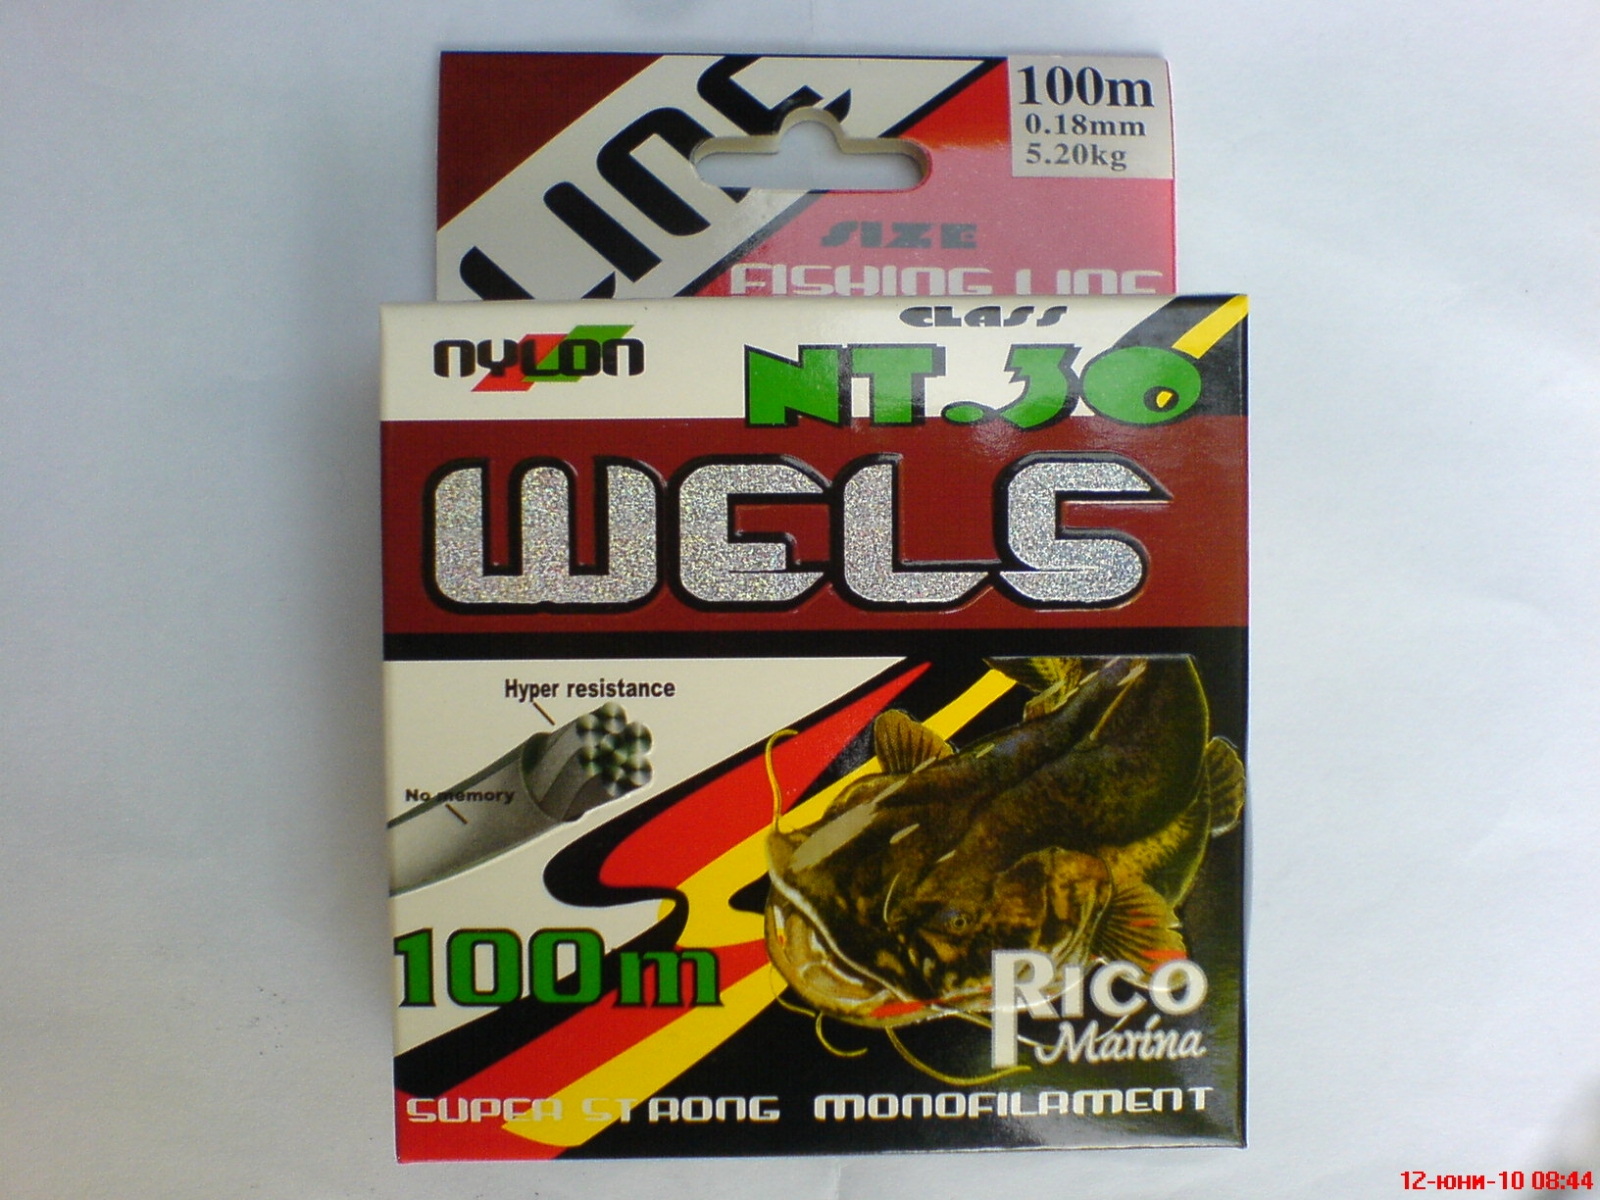 LINE
100m
0.18mm
5.20kg
SIZE
FISHING LINE
CLASS
NYLON
NT.30
WELS
Hyper resistance
No memory
100m
RICO
Marina
SUPER STRONG MONOFILAMENT
12-юни-10 08:44